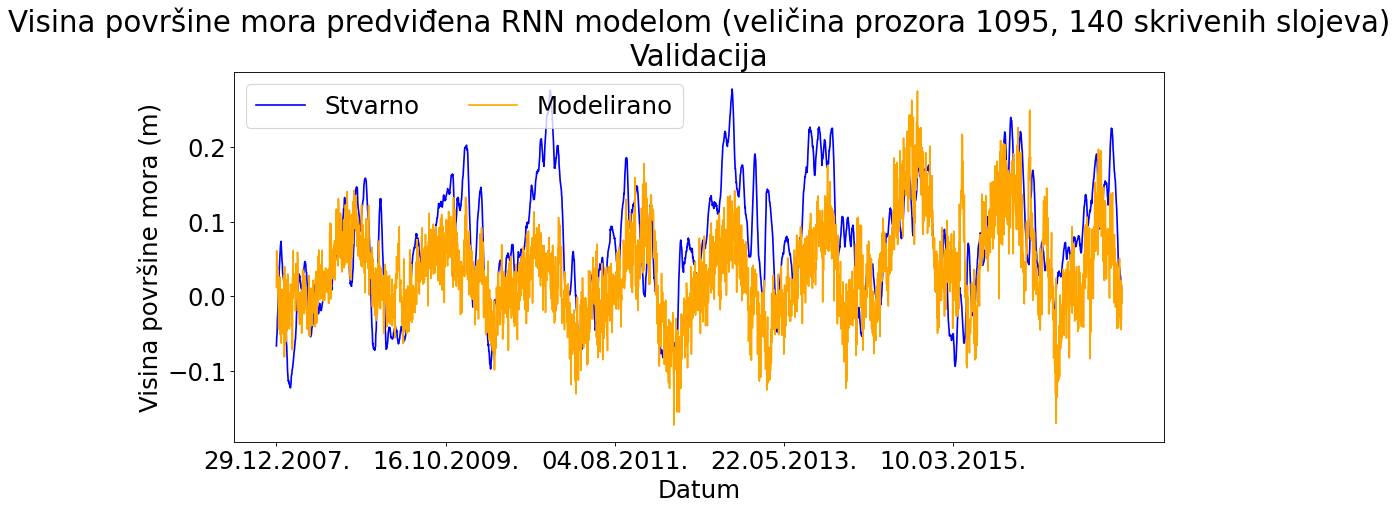 Visina površine mora predviđena RNN modelom (veličina prozora 1095, 140 skrivenih slojeva)
Validacija
Stvarno
Modelirano
Visina površine mora (m)
0.2
0.1
0.0
−0.1
29.12.2007.
16.10.2009.
04.08.2011.
22.05.2013.
10.03.2015.
Datum